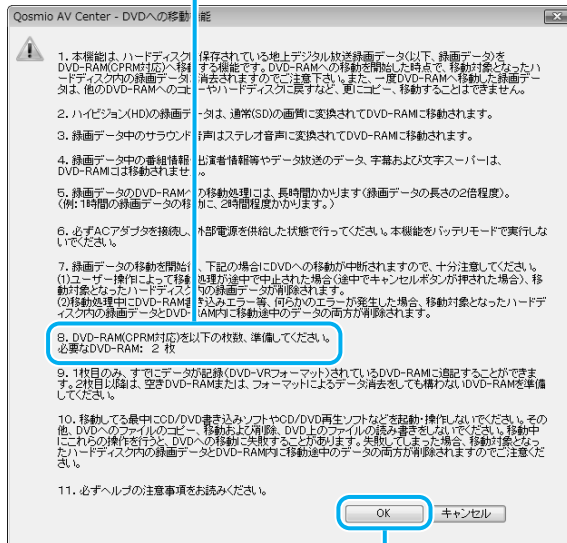 Qosmio AV Center - DVDへの移動 能
1. 本機能は、ハードディスク 保存されている地上デジタル放送録画データ(以下、録画データ)を
DVD-RAM(CPRM対応)へ移 する機能です。DVD-RAMへの移動を開始した時点で、移動対象となったハ
ードディスク内の録画データ 消去されますのでご注意下さい。また、一度DVD-RAMへ移動した録画デー
タは、他のDVD-RAMへのコ ーやハードディスクに戻すなど、更にコピー、移動することはできません。
2. ハイビジョン(HD)の録画デ タは、通常(SD)の画質に変換されてDVD-RAMに移動されます。
3. 録画データ中のサラウンド 声はステレオ音声に変換されてDVD-RAMに移動されます。
4. 録画データ中の番組情報 出演者情報等やデータ放送のデータ、字幕および文字スーパーは、
DVD-RAMには移動されませ 。
5. 録画データのDVD-RAMへ の移動処理には、長時間かかります(録画データの長さの2倍程度)。
(例:1時間の録画データの移 に、2時間程度かかります。)
6. 必ずACアダプタを接続し、 部電源を供給した状態で行ってください。本機能をバッテリモードで実行しな
いでください。
7. 録画データの移動を開始 、下記の場合にDVDへの移動が中断されますので、十分注意してください。
(1)ユーザー操作によって移動 処理が途中で中止された場合(途中でキャンセルボタンが押された場合)、移
動対象となったハードディスク 内の録画データが削除されます。
(2)移動処理中にDVD-RAM書 き込みエラー等、何らかのエラーが発生した場合、移動対象となったハードデ
ィスク内の録画データとDVD-R AM内に移動途中のデータの両方が削除されます。
8. DVD-RAM(CPRM対応)を以下の枚数、準備してください。
必要なDVD-RAM: 2 枚
9. 1枚目のみ、すでにデータが記録(DVD-VRフォーマット)されているDVD-RAMに追記することができま
す。2枚目以降は、空きDVD-RAMまたは、フォーマットによるデータ消去をしても構わないDVD-RAMを準備
してください。
10. 移動してる最中にCD/DVD書き込みソフトやCD/DVD再生ソフトなどを起動・操作しないでください。その
他、DVDへのファイルのコピー、移動および削除、DVD上のファイルの読み書きをしないでください。移動中
にこれらの操作を行うと、DVDへの移動に失敗することがあります。失敗してしまった場合、移動対象となっ
たハードディスク内の録画データとDVD-RAM内に移動途中のデータの両方が削除されますのでご注意くだ
さい。
11. 必ずヘルプの注意事項をお読みください。
OK
キャンセル